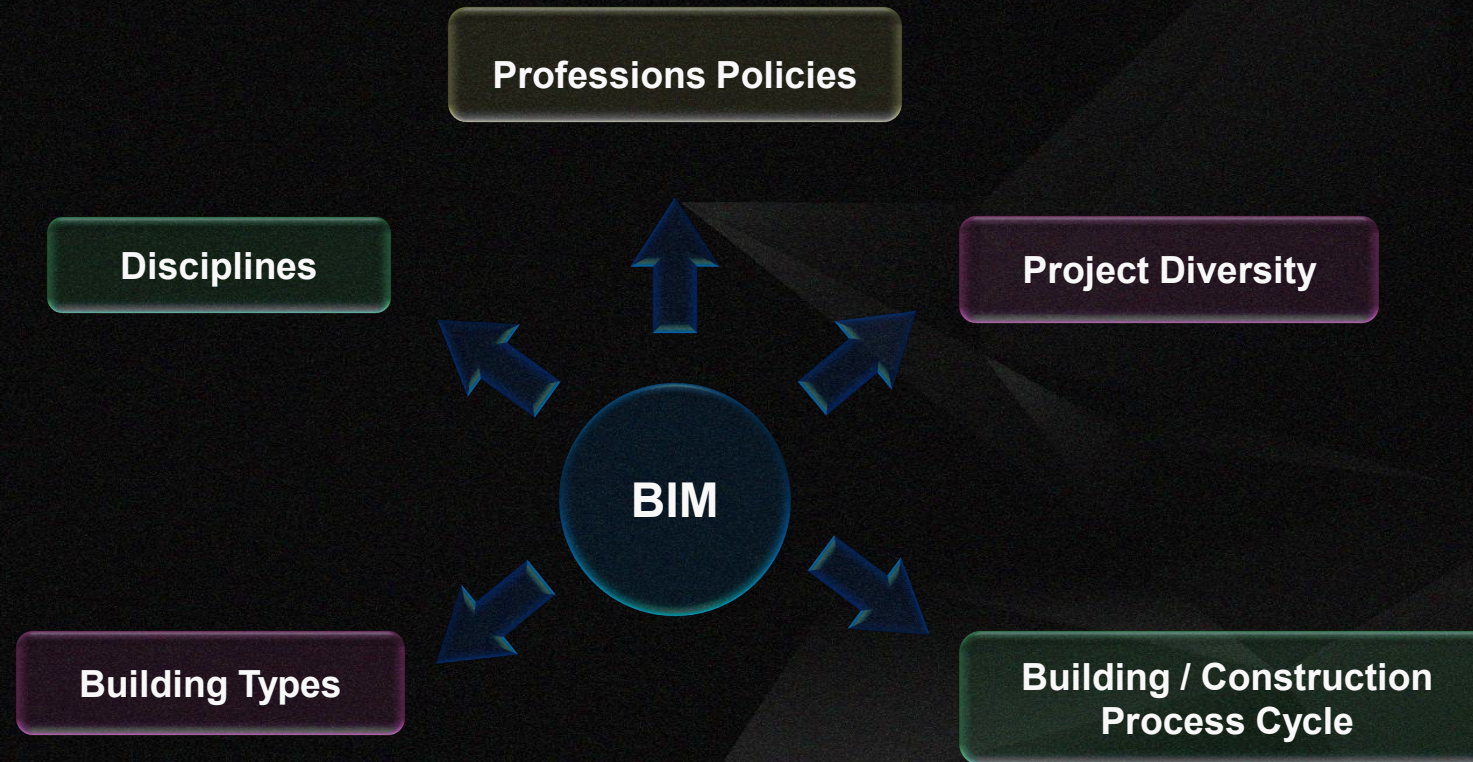 Professions Policies
Disciplines
Project Diversity
BIM
Building Types
Building / Construction
Process Cycle